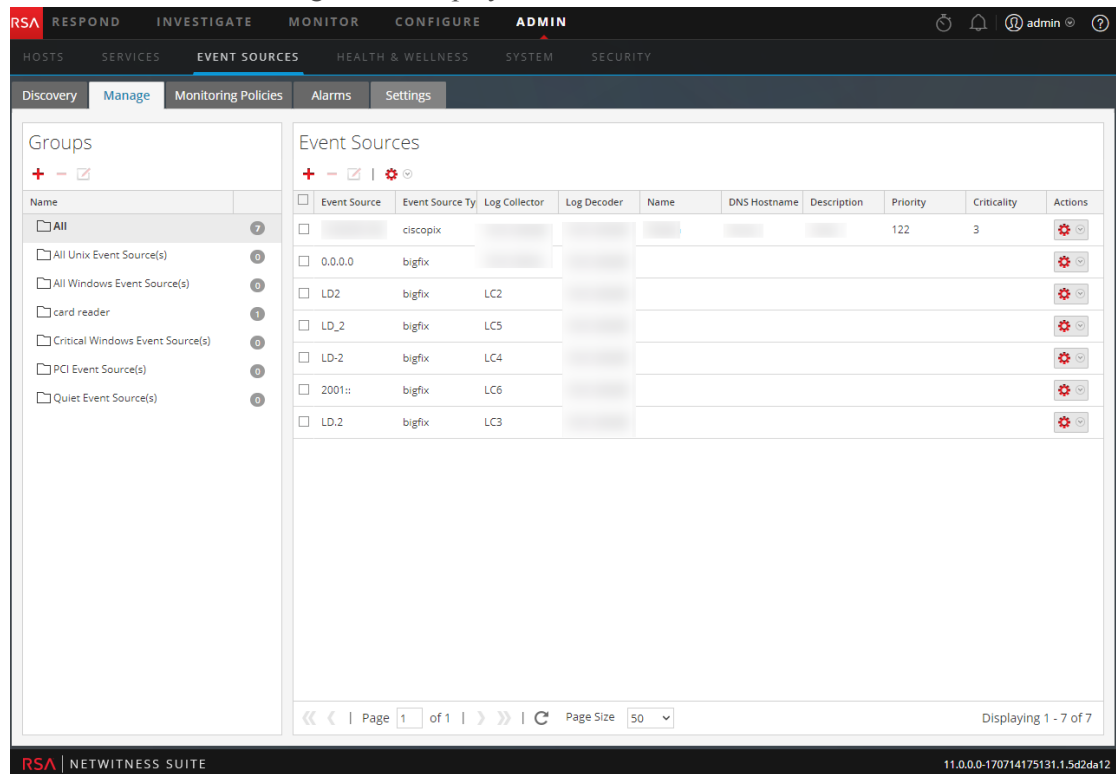 RSA RESPOND INVESTIGATE MONITOR CONFIGURE ADMIN admin ?
HOSTS SERVICES EVENT SOURCES HEALTH & WELLNESS SYSTEM SECURITY
Discovery Manage Monitoring Policies Alarms Settings
Groups
Name
All 7
All Unix Event Source(s) 0
All Windows Event Source(s) 0
card reader 1
Critical Windows Event Source(s) 0
PCI Event Source(s) 0
Quiet Event Source(s) 0
Event Sources
Event Source Event Source Ty Log Collector Log Decoder Name DNS Hostname Description Priority Criticality Actions
ciscopix 122 3
0.0.0.0 bigfix
LD2 bigfix LC2
LD_2 bigfix LC5
LD-2 bigfix LC4
2001:: bigfix LC6
LD.2 bigfix LC3
Page 1 of 1 Page Size 50 Displaying 1 - 7 of 7
RSA NETWITNESS SUITE 11.0.0.0-170714175131.1.5d2da12